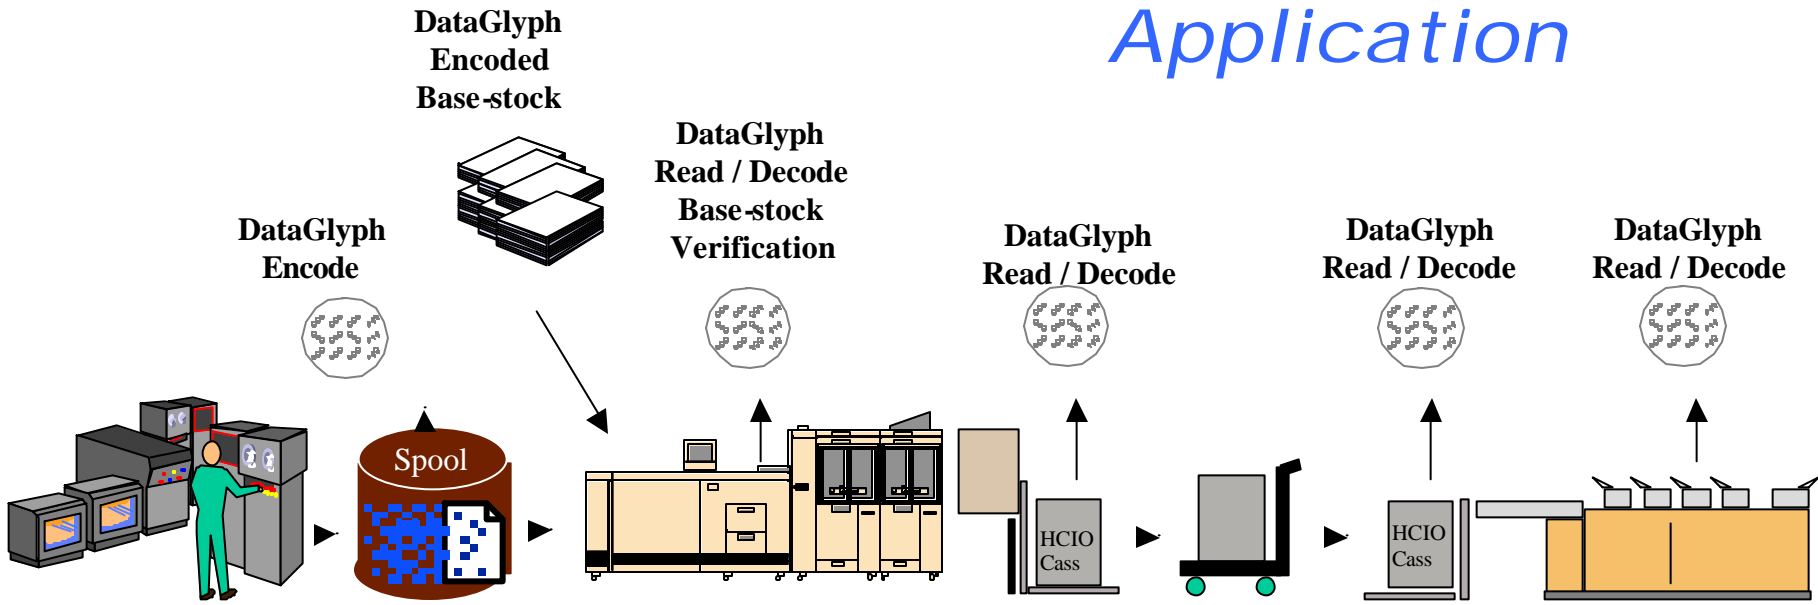 Application
DataGlyph
Encoded
Base-stock
DataGlyph
Encode
DataGlyph
Read / Decode
Base-stock
Verification
DataGlyph
Read / Decode
DataGlyph
Read / Decode
DataGlyph
Read / Decode
Spool
HCIO
Cass
HCIO
Cass